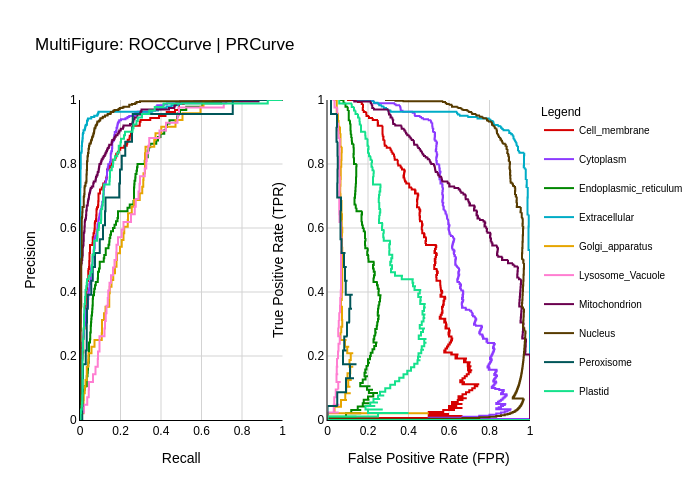 MultiFigure: ROCCurve | PRCurve
Precision
1
0.8
0.6
0.4
0.2
0
0
0.2
0.4
0.6
0.8
1
Recall
True Positive Rate (TPR)
1
0.8
0.6
0.4
0.2
0
0
0.2
0.4
0.6
0.8
1
False Positive Rate (FPR)
Legend
Cell_membrane
Cytoplasm
Endoplasmic_reticulum
Extracellular
Golgi_apparatus
Lysosome_Vacuole
Mitochondrion
Nucleus
Peroxisome
Plastid